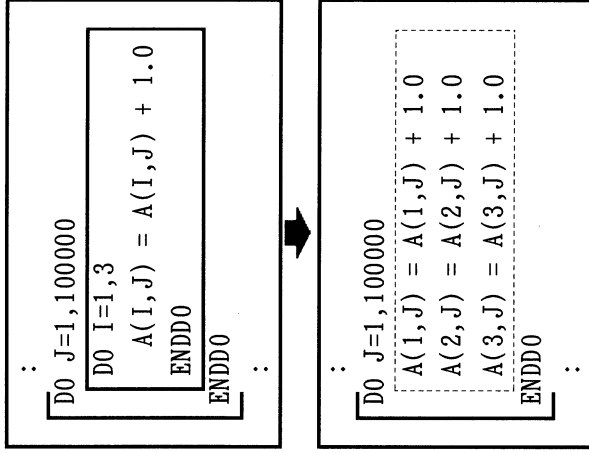 :
DO J=1,100000
DO I=1,3
A(I,J) = A(I,J) + 1.0
ENDDO
ENDDO
:
:
DO J=1,100000
A(1,J) = A(1,J) + 1.0
A(2,J) = A(2,J) + 1.0
A(3,J) = A(3,J) + 1.0
ENDDO
: